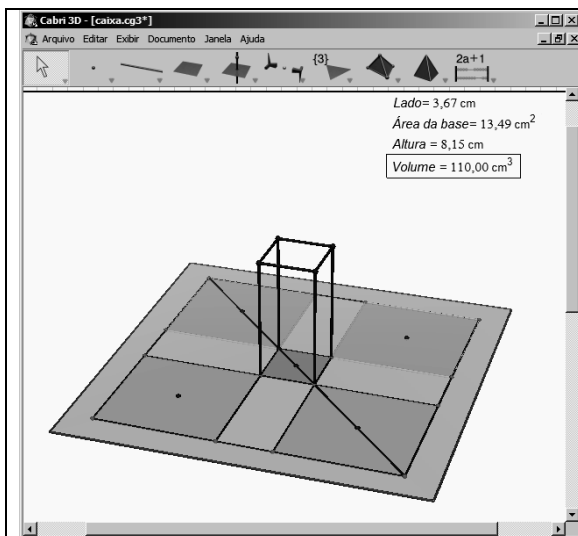 Cabri 3D - [caixa.cg3*]
Arquivo Editar Exibir Documento Janela Ajuda
{3}
2a+1
Lado= 3,67 cm
Área da base= 13,49 cm²
Altura = 8,15 cm
Volume = 110,00 cm³